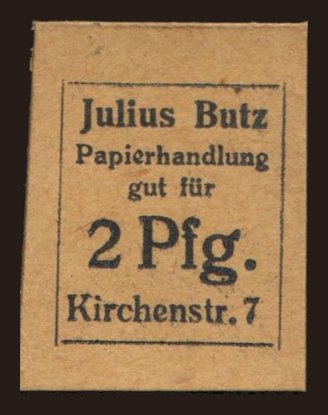 Julius Butz
Papierhandlung
gut für
2 Pfg.
Kirchenstr. 7